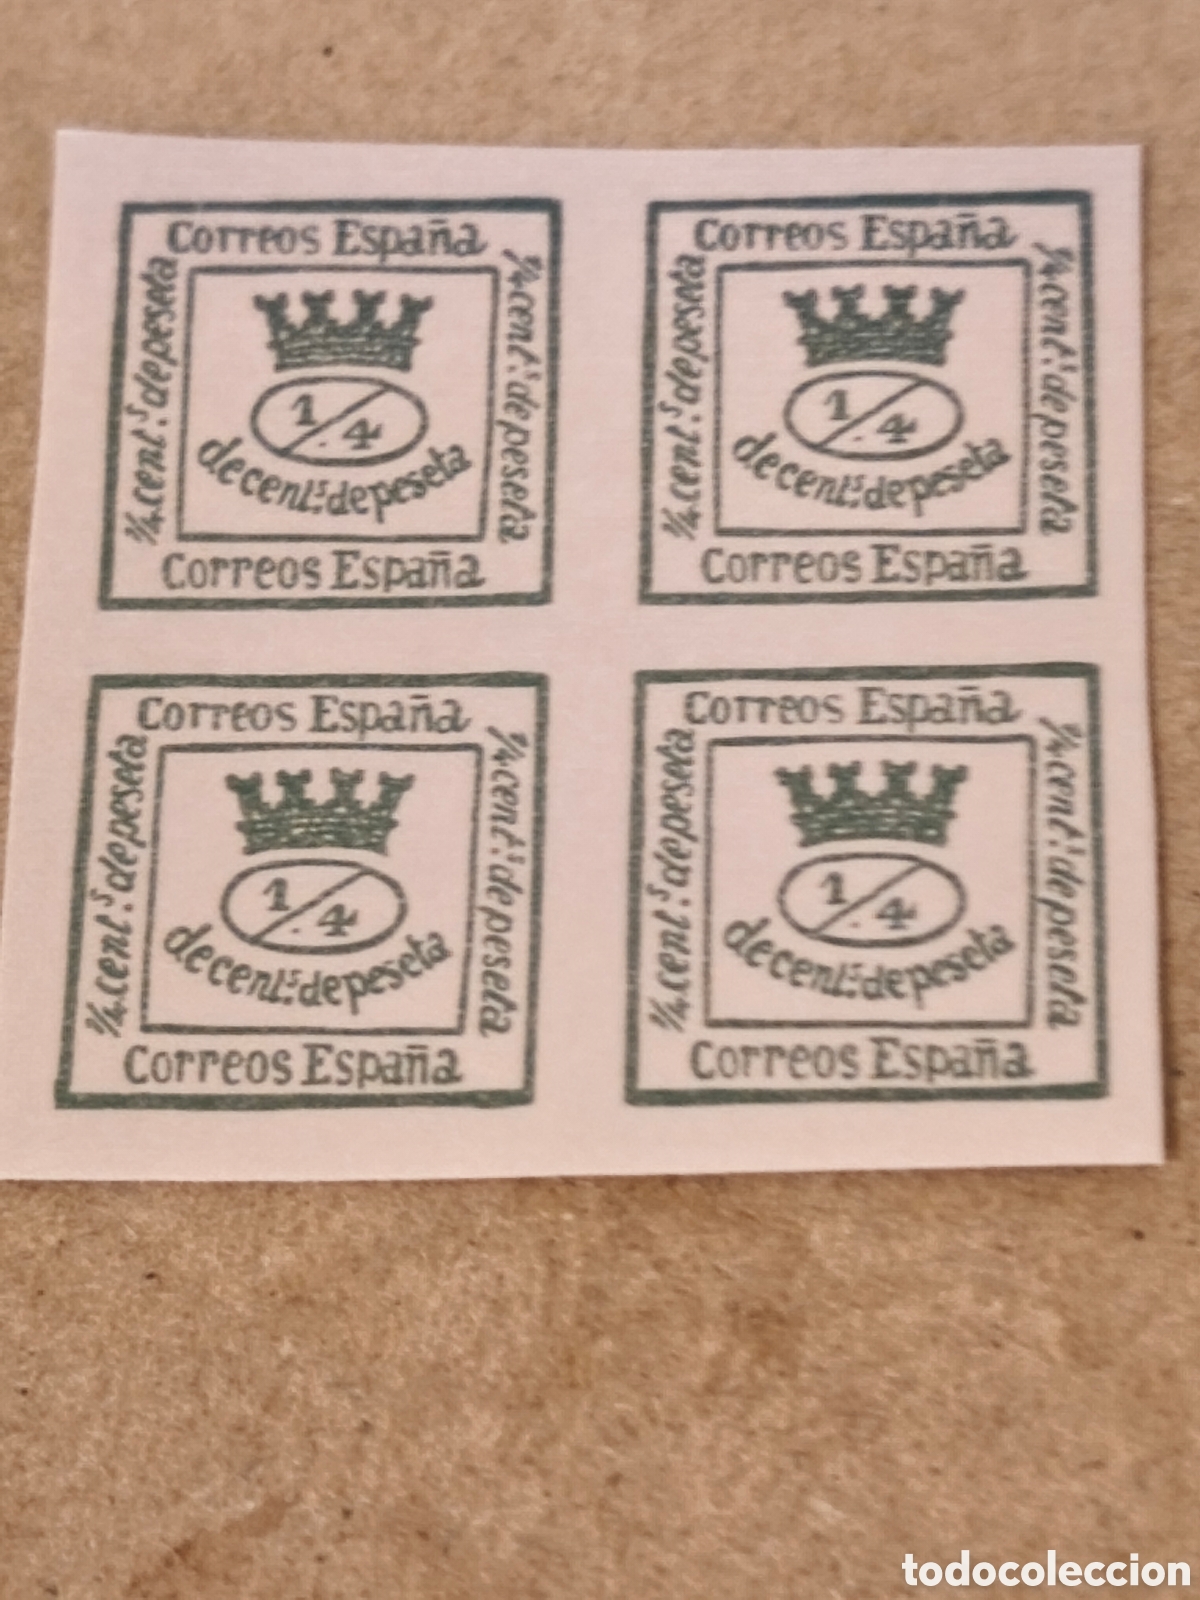 Correos España
¼ cent.s de peseta
¼ cent.s de peseta
1/4
de cent.s de peseta
Correos España
Correos España
¼ cent.s de peseta
¼ cent.s de peseta
1/4
de cent.s de peseta
Correos España
Correos España
¼ cent.s de peseta
¼ cent.s de peseta
1/4
de cent.s de peseta
Correos España
Correos España
¼ cent.s de peseta
¼ cent.s de peseta
1/4
de cent.s de peseta
Correos España
todocoleccion